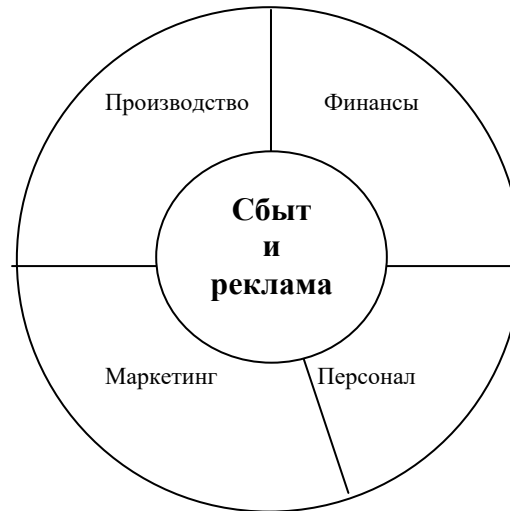 Производство
Финансы
Сбыт
и
реклама
Маркетинг
Персонал